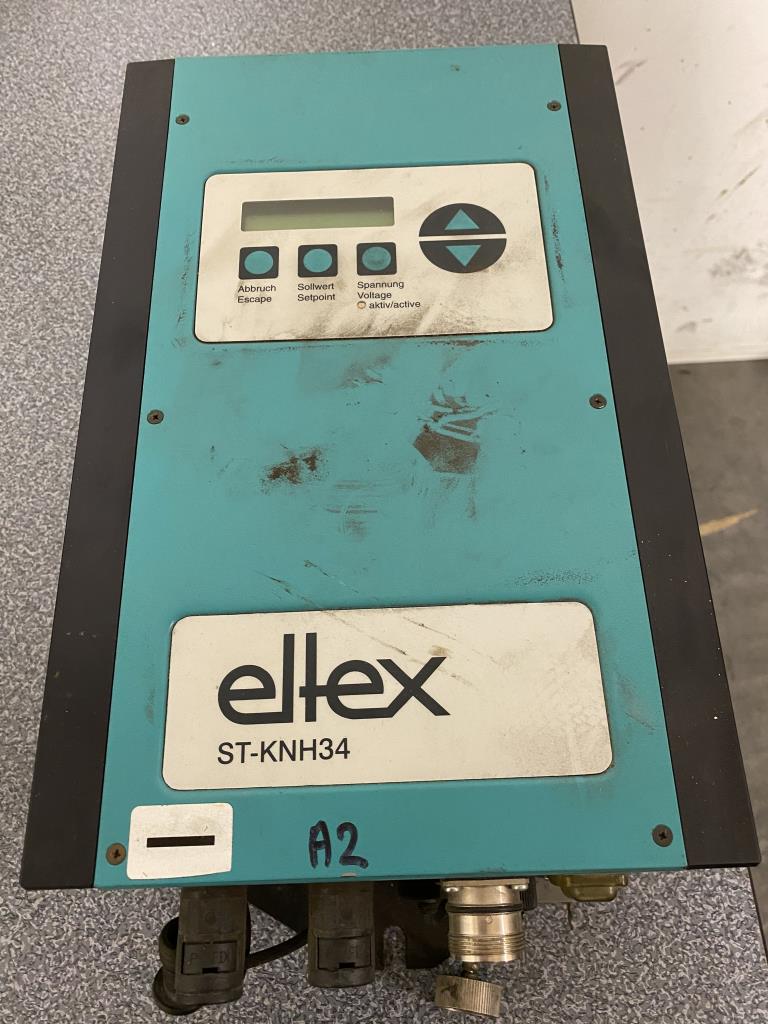 Abbruch
Escape
Sollwert
Setpoint
Spannung
Voltage
aktiv/active
eltex
ST-KNH34
A2